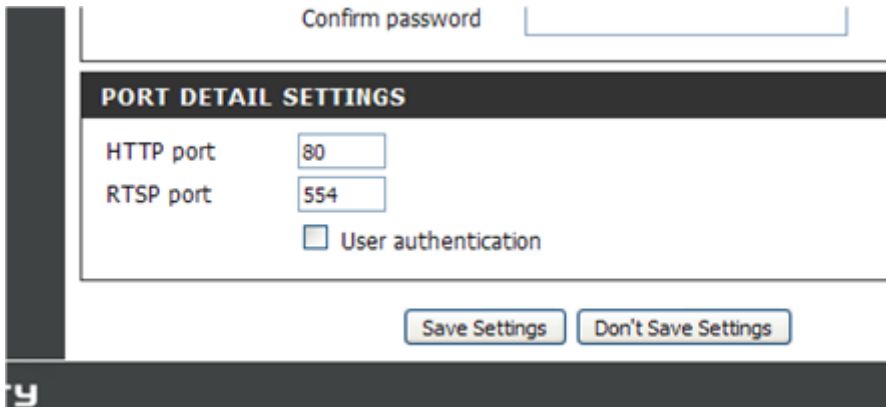 Confirm password
PORT DETAIL SETTINGS
HTTP port 80
RTSP port 554
User authentication
Save Settings Don't Save Settings